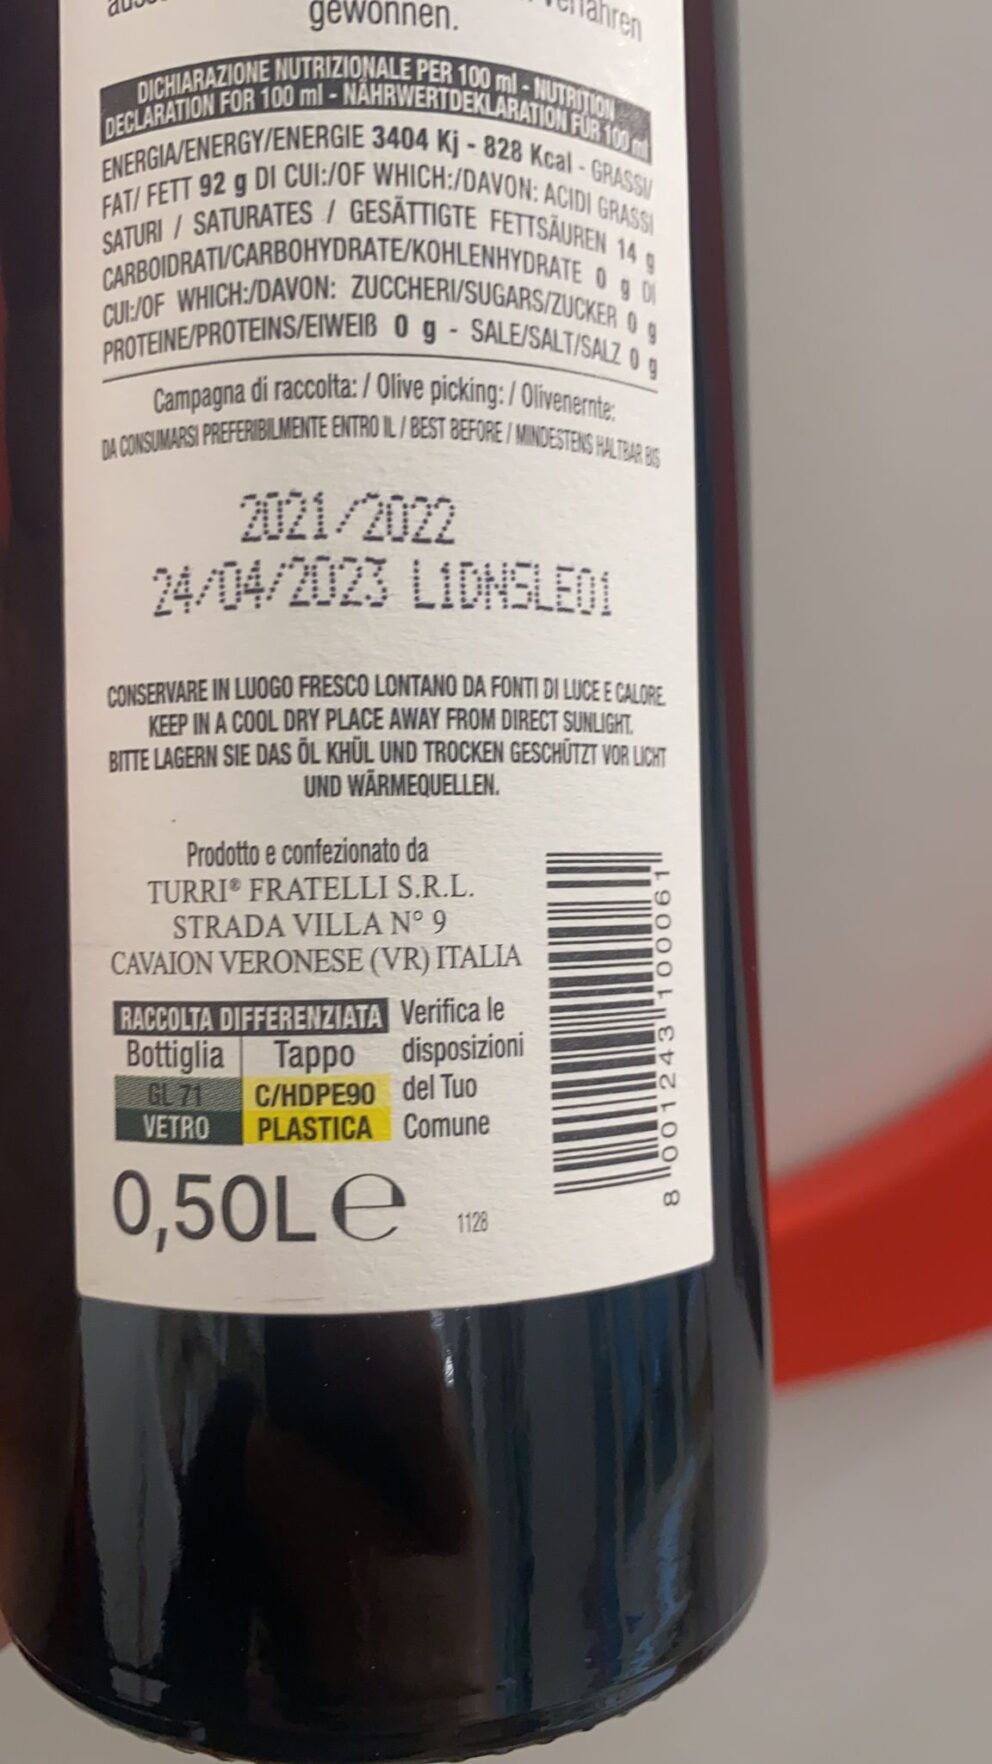 gewonnen.
DICHIARAZIONE NUTRIZIONALE PER 100 ml - NUTRITION
DECLARATION FOR 100 ml - NÄHRWERTDEKLARATION FÜR 100 ml
ENERGIA/ENERGY/ENERGIE 3404 Kj - 828 Kcal - GRASSI/
FAT/ FETT 92 g DI CUI:/OF WHICH:/DAVON: ACIDI GRASSI
SATURI / SATURATES / GESÄTTIGTE FETTSÄUREN 14 g
CARBOIDRATI/CARBOHYDRATE/KOHLENHYDRATE 0 g DI
CUI:/OF WHICH:/DAVON: ZUCCHERI/SUGARS/ZUCKER 0 g
PROTEINE/PROTEINS/EIWEIß 0 g - SALE/SALT/SALZ 0 g
Campagna di raccolta: / Olive picking: / Olivenernte:
DA CONSUMARSI PREFERIBILMENTE ENTRO IL / BEST BEFORE / MINDESTENS HALTBAR BIS
2021/2022
24/04/2023 L1DNSLE01
CONSERVARE IN LUOGO FRESCO LONTANO DA FONTI DI LUCE E CALORE.
KEEP IN A COOL DRY PLACE AWAY FROM DIRECT SUNLIGHT.
BITTE LAGERN SIE DAS ÖL KHÜL UND TROCKEN GESCHÜTZT VOR LICHT
UND WÄRMEQUELLEN.
Prodotto e confezionato da
TURRI® FRATELLI S.R.L.
STRADA VILLA N° 9
CAVAION VERONESE (VR) ITALIA
RACCOLTA DIFFERENZIATA
Bottiglia Tappo
GL 71 C/HDPE90
VETRO PLASTICA
Verifica le
disposizioni
del Tuo
Comune
0,50L e
1128
8 001243 100061